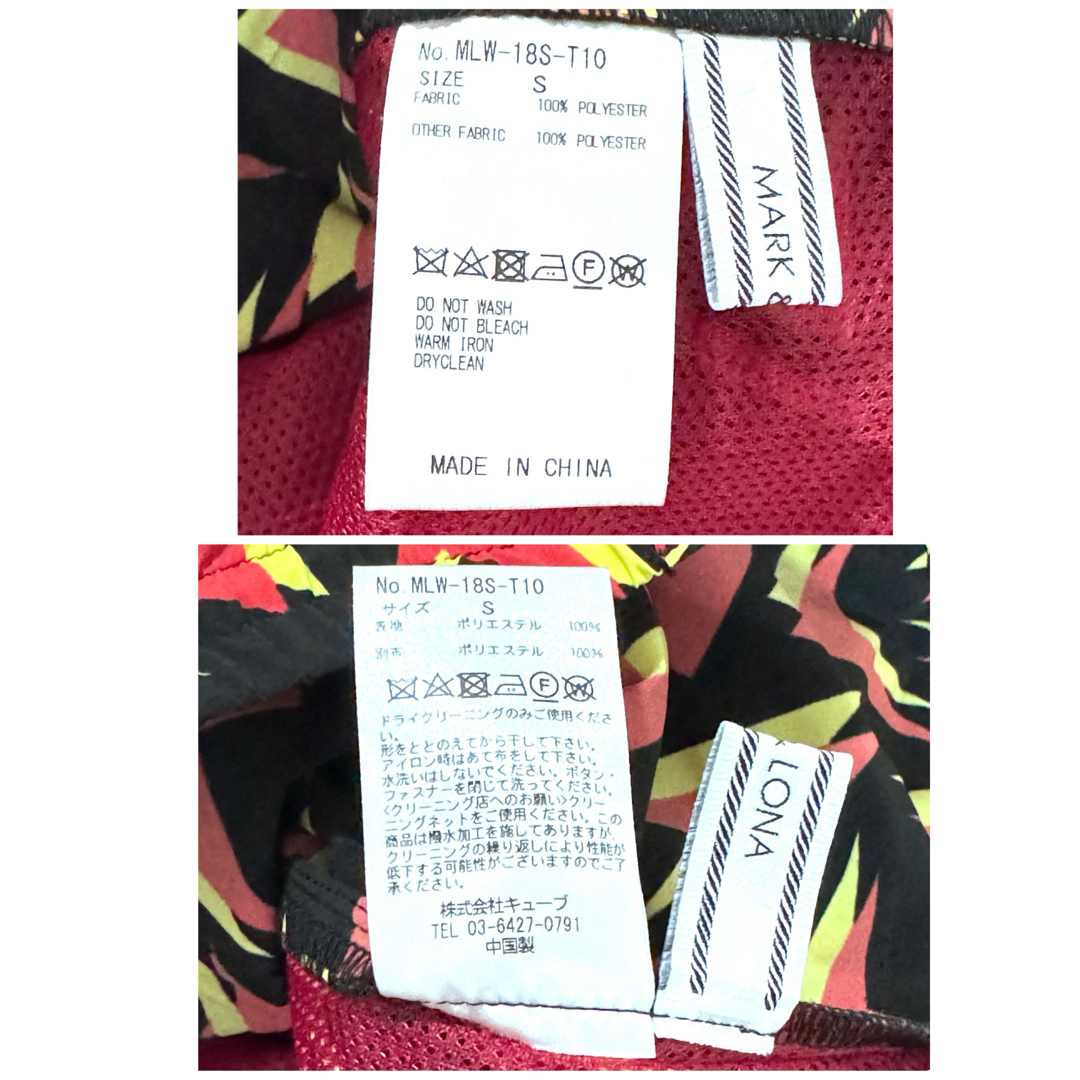 No. MLW-18S-T10
SIZE S
FABRIC 100% POLYESTER
OTHER FABRIC 100% POLYESTER
DO NOT WASH
DO NOT BLEACH
WARM IRON
DRYCLEAN
MADE IN CHINA
MARK &
No. MLW-18S-T10
サイズ S
表地 ポリエステル 100%
別布 ポリエステル 100%
ドライクリーニングのみご使用くださ
い。
形をととのえてから干して下さい。
アイロン時はあて布をして下さい。
水洗いはしないでください。ボタン・
ファスナーを閉じて洗ってください。
<クリーニング店へのお願い>クリー
ニングネットをご使用ください。この
商品は撥水加工を施してありますが、
クリーニングの繰り返しにより性能が
低下する可能性がございますのでご了
承ください。
株式会社キューブ
TEL 03-6427-0791
中国製
LONA